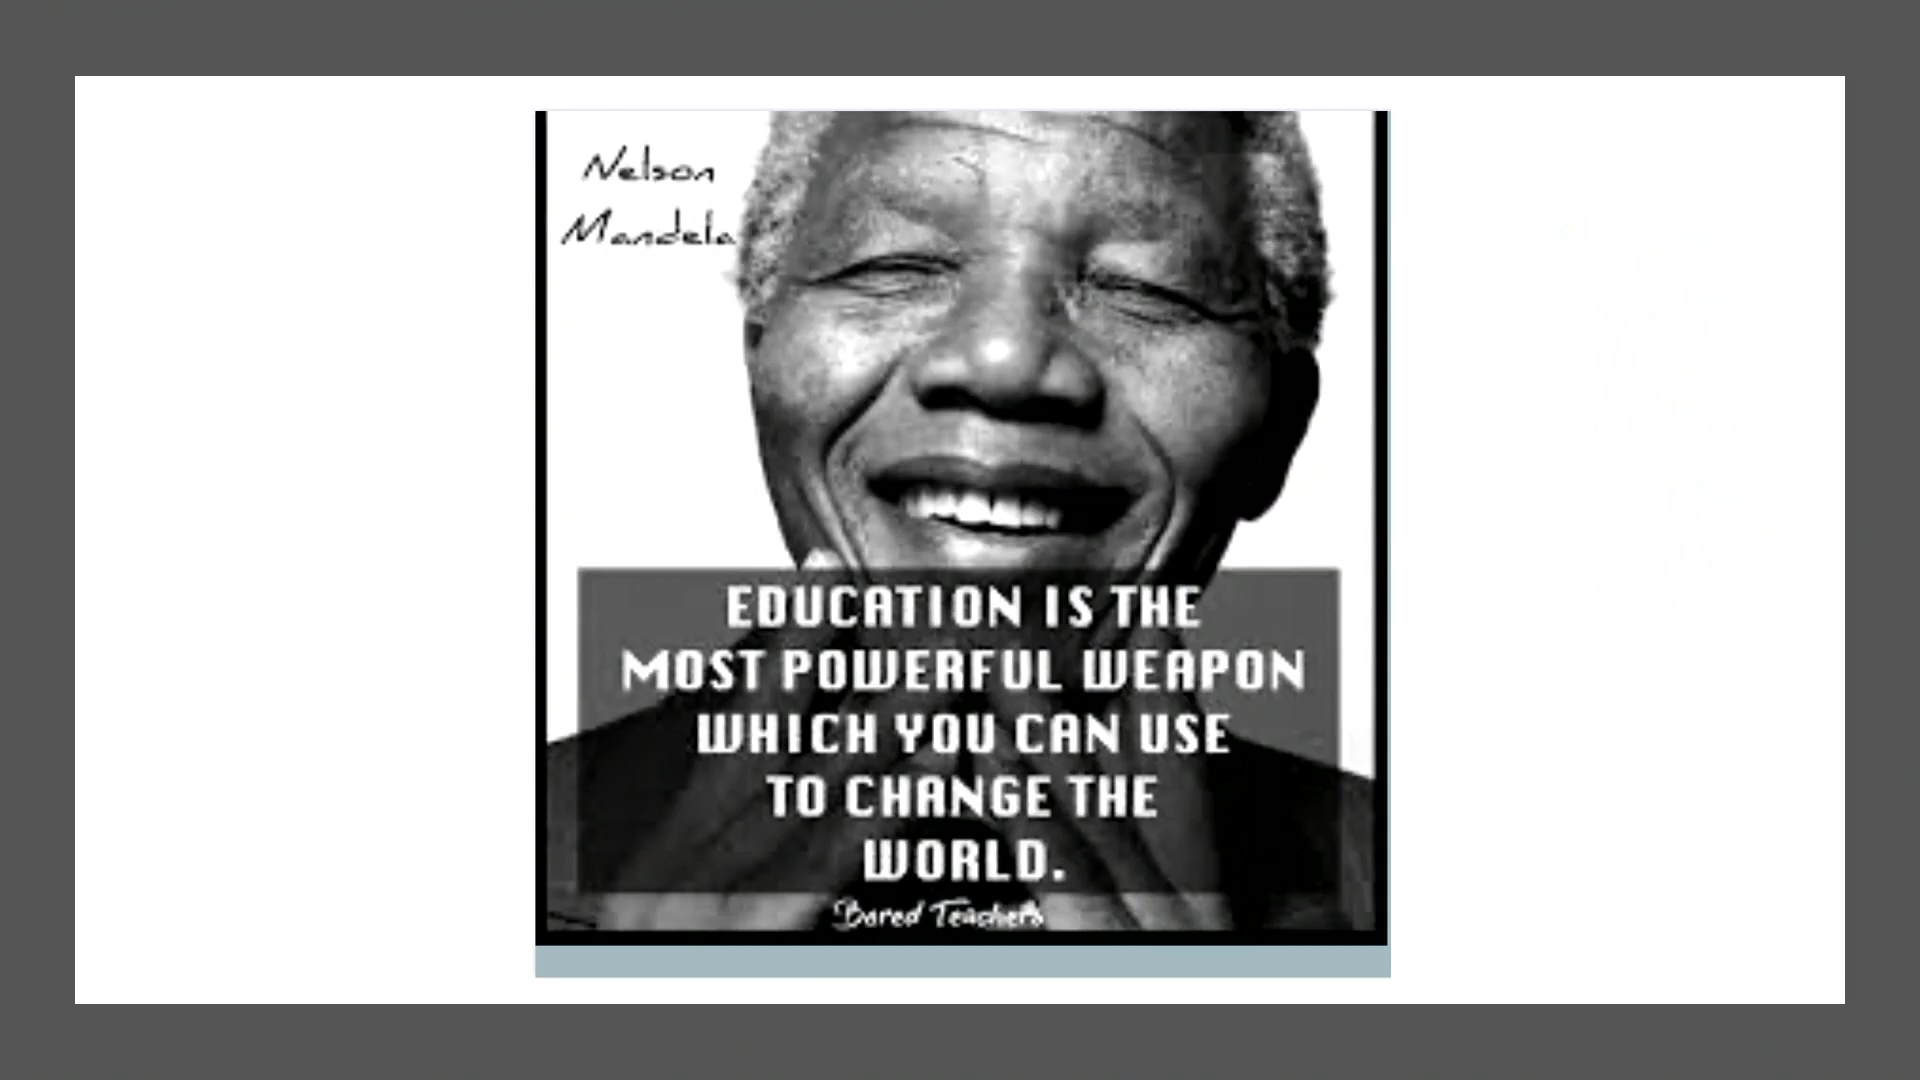 Nelson
Mandela
EDUCATION IS THE
MOST POWERFUL WEAPON
WHICH YOU CAN USE
TO CHANGE THE
WORLD.
Bored Teachers